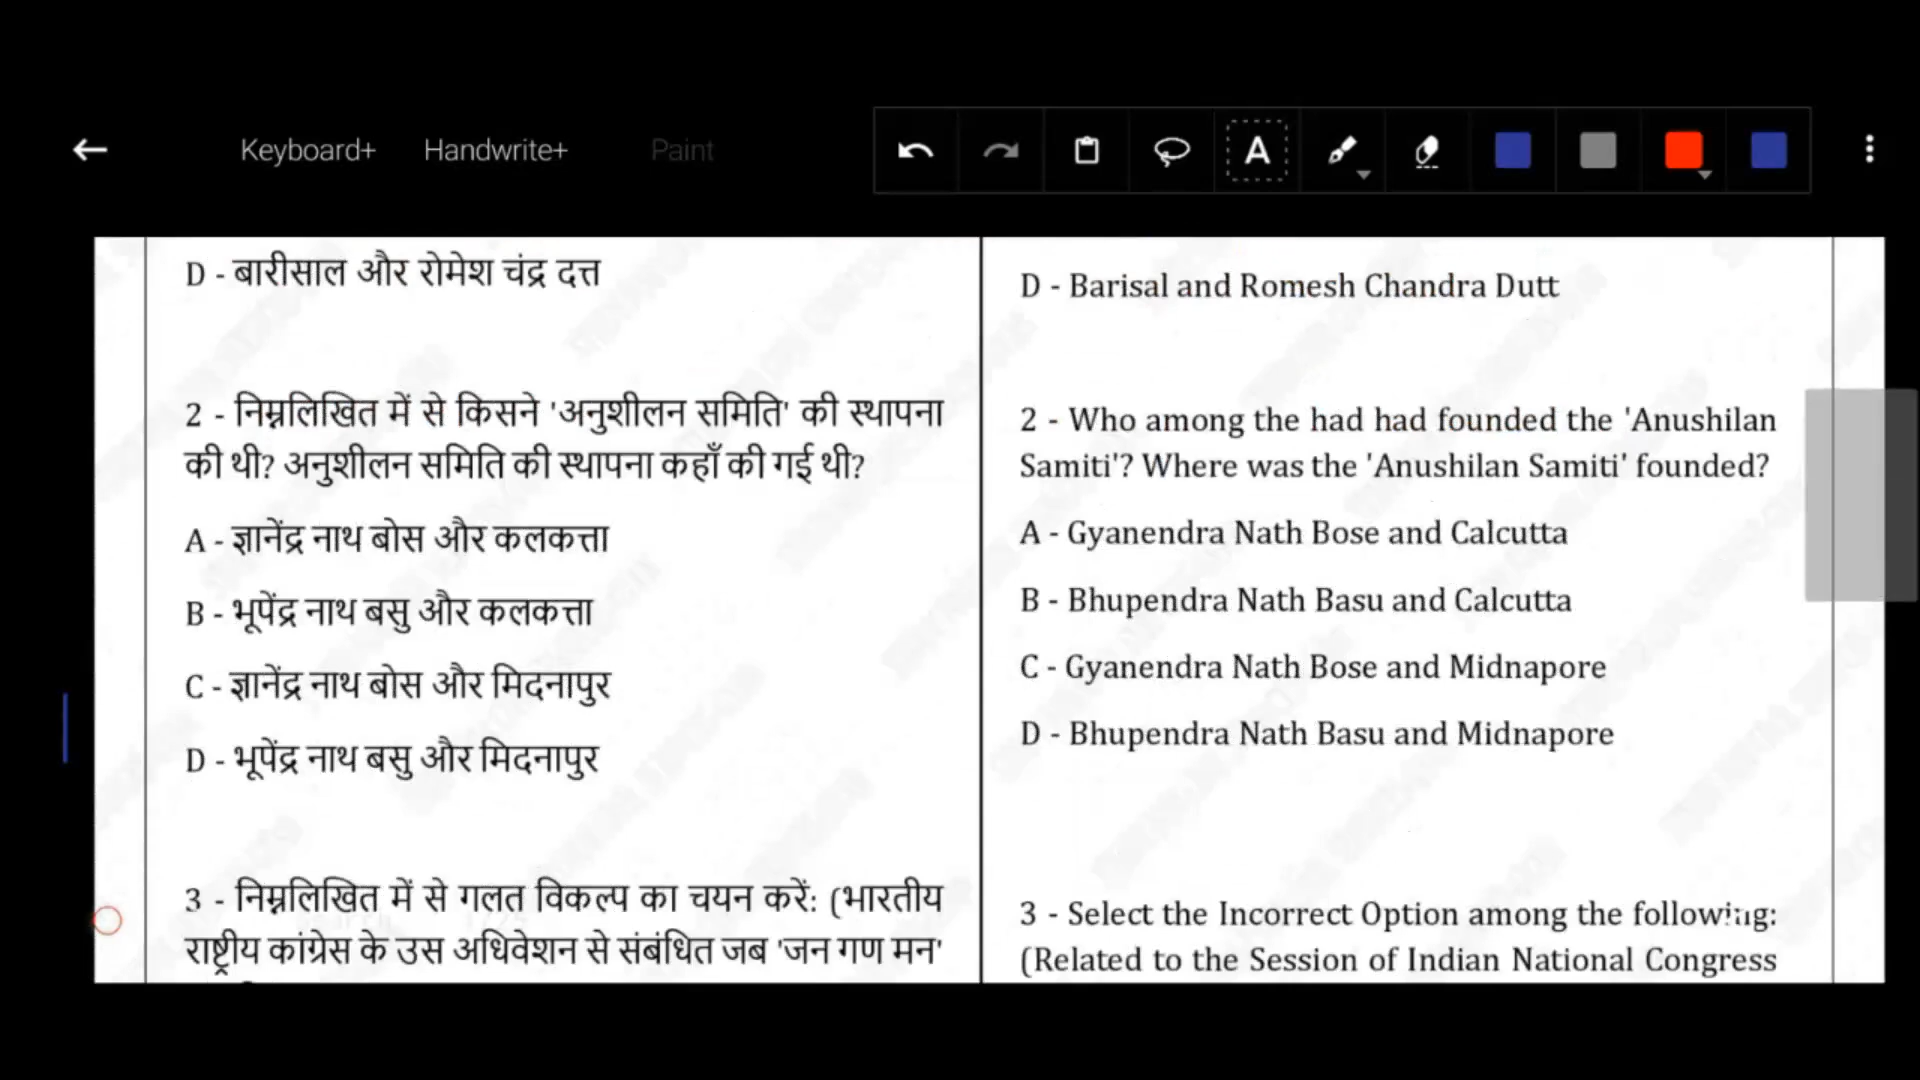 Keyboard+ Handwrite+ Paint
A
D - बारीसाल और रोमेश चंद्र दत्त
2 - निम्नलिखित में से किसने 'अनुशीलन समिति' की स्थापना
की थी? अनुशीलन समिति की स्थापना कहाँ की गई थी?
A - ज्ञानेंद्र नाथ बोस और कलकत्ता
B - भूपेंद्र नाथ बसु और कलकत्ता
C - ज्ञानेंद्र नाथ बोस और मिदनापुर
D - भूपेंद्र नाथ बसु और मिदनापुर
3 - निम्नलिखित में से गलत विकल्प का चयन करें: (भारतीय
राष्ट्रीय कांग्रेस के उस अधिवेशन से संबंधित जब 'जन गण मन'
D - Barisal and Romesh Chandra Dutt
2 - Who among the had had founded the 'Anushilan
Samiti'? Where was the 'Anushilan Samiti' founded?
A - Gyanendra Nath Bose and Calcutta
B - Bhupendra Nath Basu and Calcutta
C - Gyanendra Nath Bose and Midnapore
D - Bhupendra Nath Basu and Midnapore
3 - Select the Incorrect Option among the following:
(Related to the Session of Indian National Congress